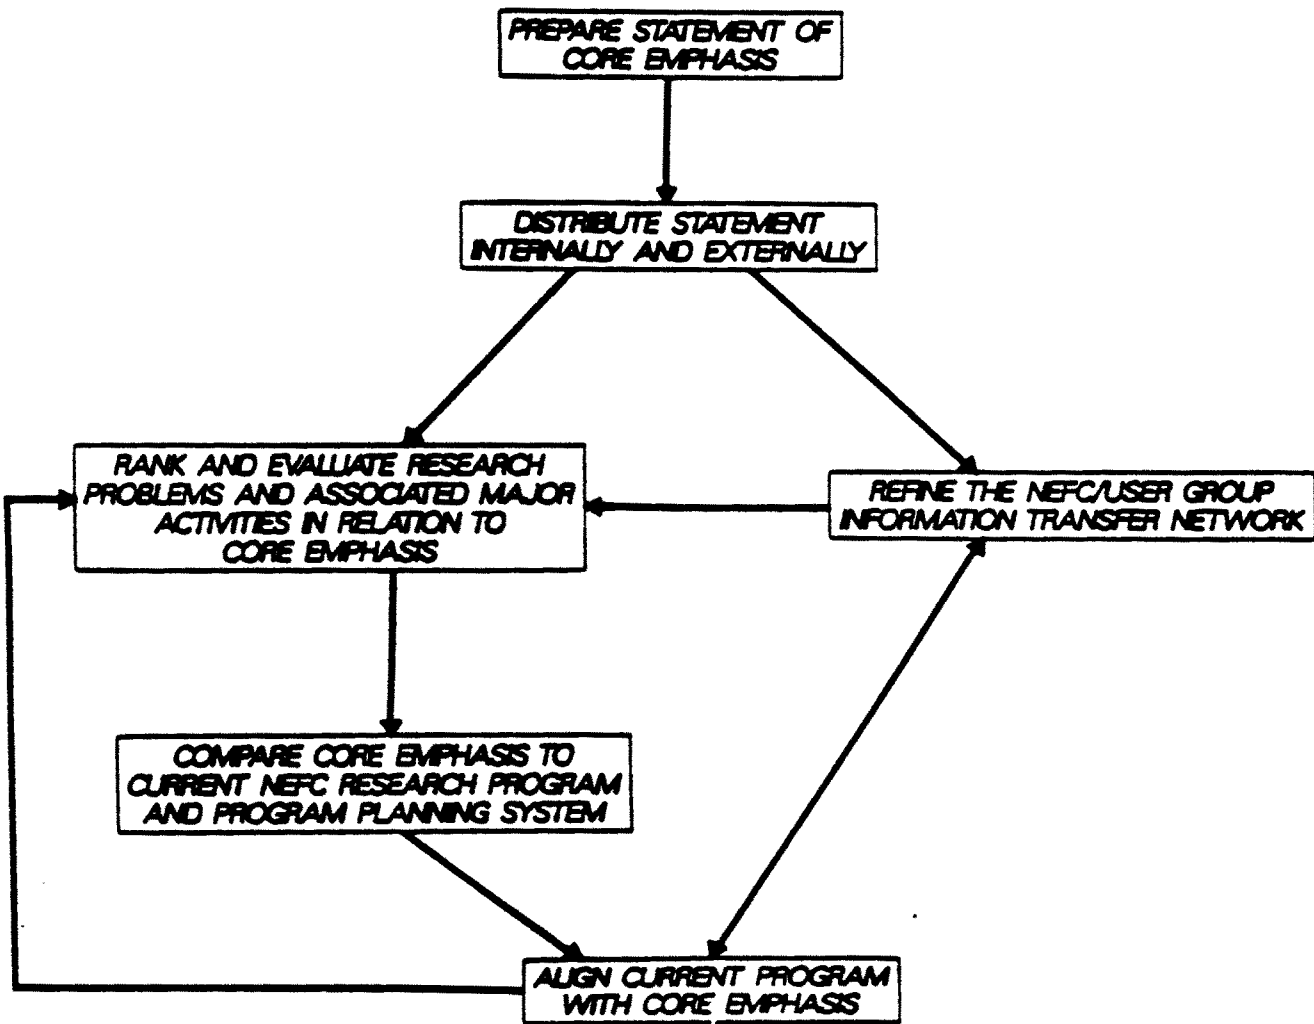 PREPARE STATEMENT OF
CORE EMPHASIS
DISTRIBUTE STATEMENT
INTERNALLY AND EXTERNALLY
RANK AND EVALUATE RESEARCH
PROBLEMS AND ASSOCIATED MAJOR
ACTIVITIES IN RELATION TO
CORE EMPHASIS
REFINE THE NEFC/USER GROUP
INFORMATION TRANSFER NETWORK
COMPARE CORE EMPHASIS TO
CURRENT NEFC RESEARCH PROGRAM
AND PROGRAM PLANNING SYSTEM
ALIGN CURRENT PROGRAM
WITH CORE EMPHASIS